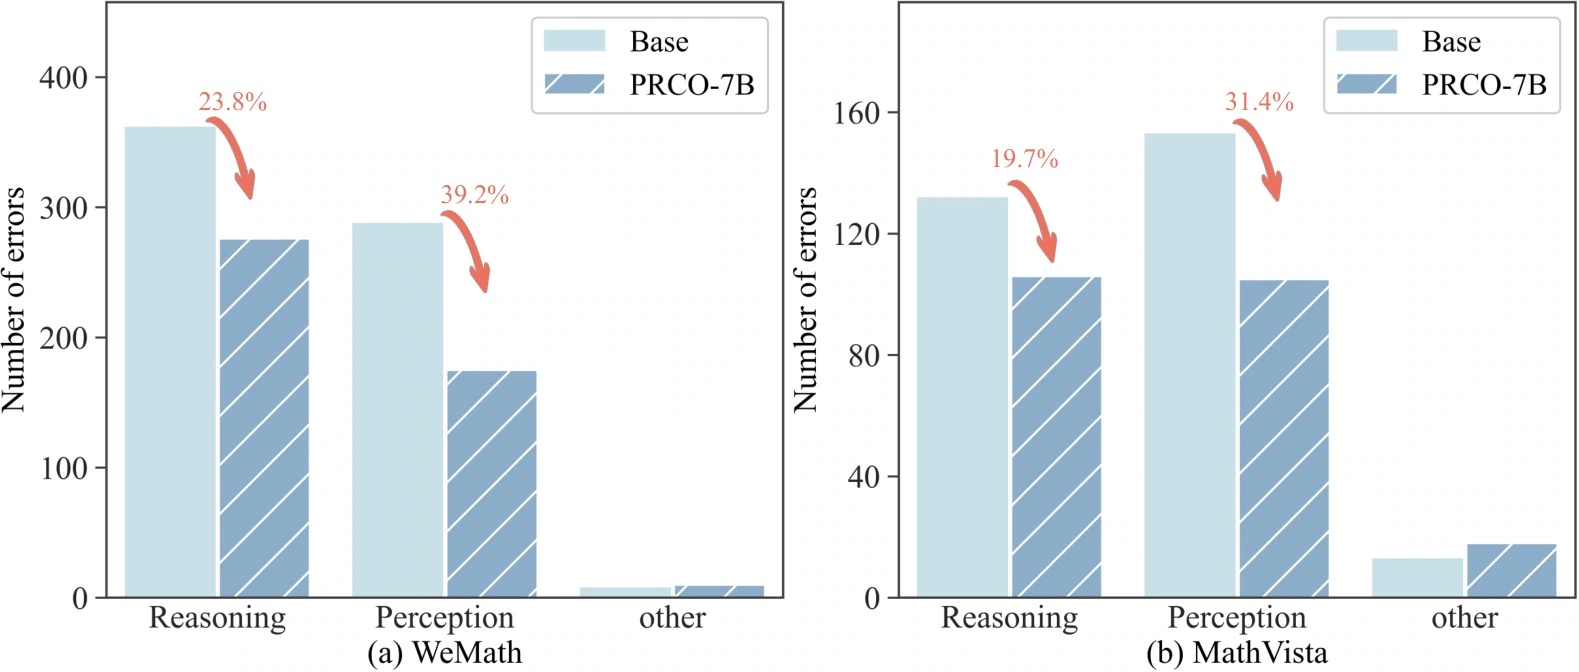 Number of errors
400
300
200
100
0
Base
PRCO-7B
23.8%
39.2%
Reasoning
Perception
other
(a) WeMath
Number of errors
160
120
80
40
0
Base
PRCO-7B
19.7%
31.4%
Reasoning
Perception
other
(b) MathVista